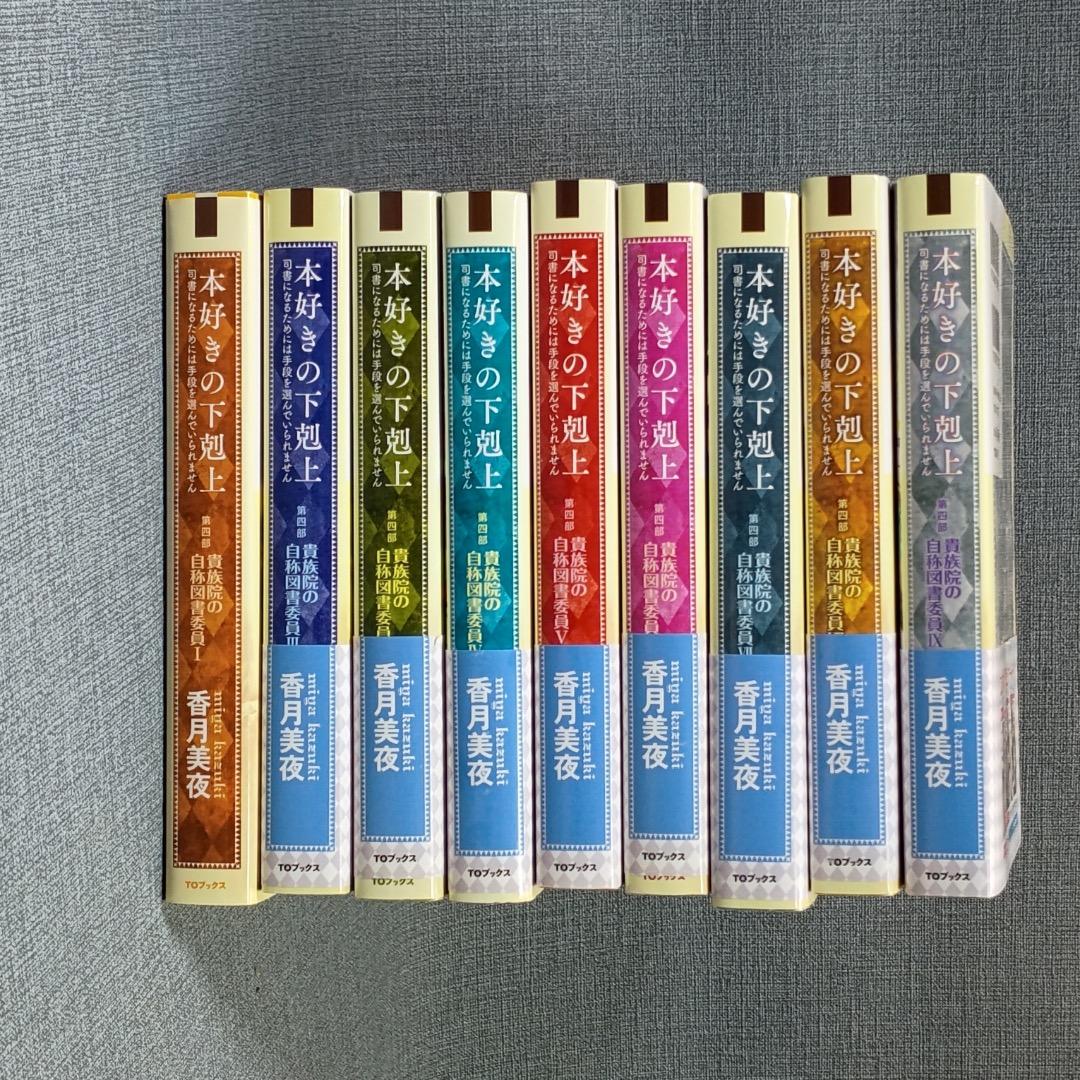 本好きの下剋上
司書になるためには手段を選んでいられません
第四部
貴族院の
自称図書委員I
miya kazuki
香月美夜
TOブックス
本好きの下剋上
司書になるためには手段を選んでいられません
第四部
貴族院の
自称図書委員III
miya kazuki
香月美夜
TOブックス
本好きの下剋上
司書になるためには手段を選んでいられません
第四部
貴族院の
自称図書委員
miya kazuki
香月美夜
TOブックス
TOブックス
本好きの下剋上
司書になるためには手段を選んでいられません
第四部
貴族院の
自称図書委員IV
miya kazuki
香月美夜
TOブックス
本好きの下剋上
司書になるためには手段を選んでいられません
第四部
貴族院の
自称図書委員V
miya kazuki
香月美夜
TOブックス
本好きの下剋上
司書になるためには手段を選んでいられません
第四部
貴族院の
自称図書委員
miya kazuki
香月美夜
TOブックス
TOブックス
本好きの下剋上
司書になるためには手段を選んでいられません
第四部
貴族院の
自称図書委員VII
miya kazuki
香月美夜
TOブックス
本好きの下剋上
司書になるためには手段を選んでいられません
第四部
貴族院の
自称図書委員
miya kazuki
香月美夜
TOブックス
本好きの下剋上
司書になるためには手段を選んでいられません
第四部
貴族院の
自称図書委員IX
miya kazuki
香月美夜
TOブックス